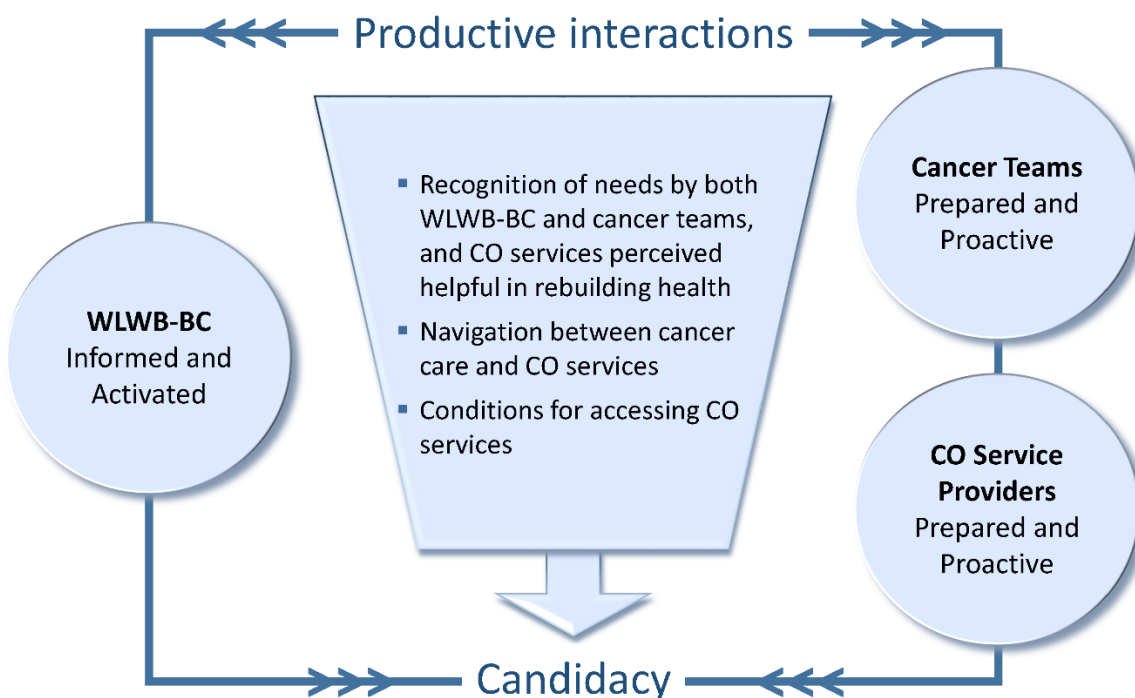 Productive interactions
WLWB-BC
Informed and
Activated
▪ Recognition of needs by both
WLWB-BC and cancer teams,
and CO services perceived
helpful in rebuilding health
▪ Navigation between cancer
care and CO services
▪ Conditions for accessing CO
services
Cancer Teams
Prepared and
Proactive
CO Service
Providers
Prepared and
Proactive
Candidacy